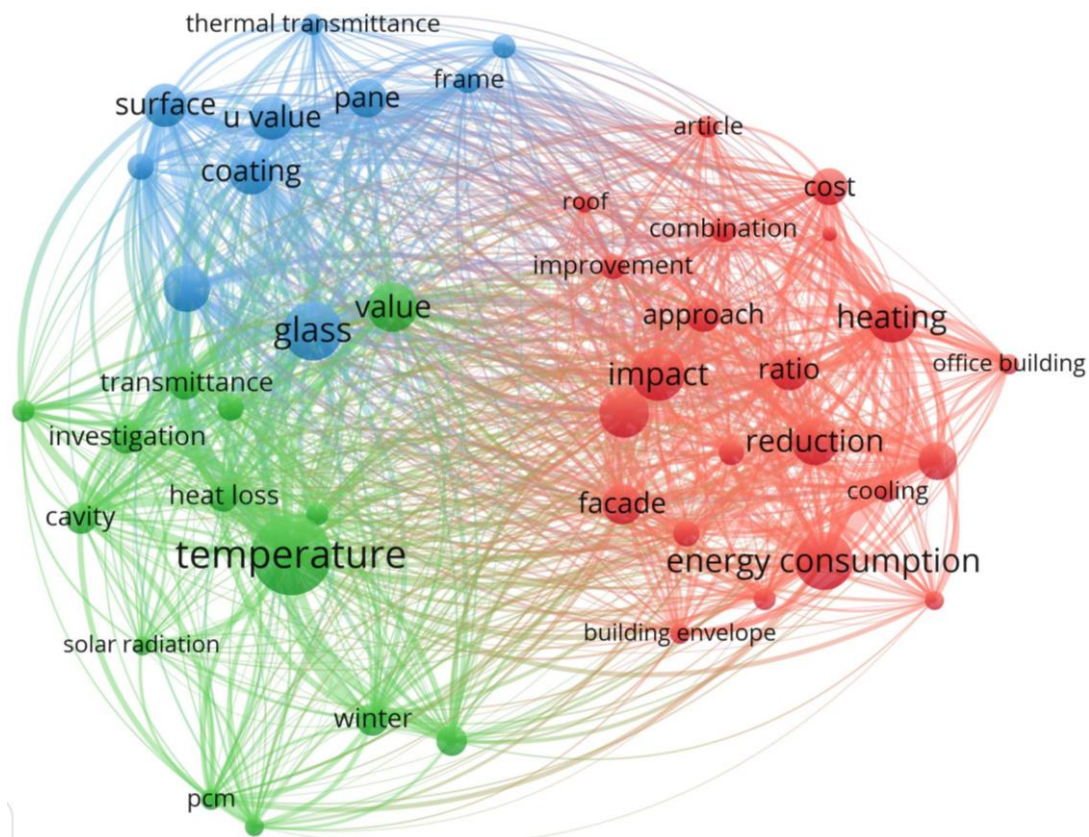 thermal transmittance
frame
surface
pane
u value
coating
article
cost
roof
combination
improvement
value
glass
approach
heating
office building
impact
ratio
transmittance
investigation
reduction
heat loss
cooling
cavity
facade
temperature
energy consumption
building envelope
solar radiation
winter
pcm